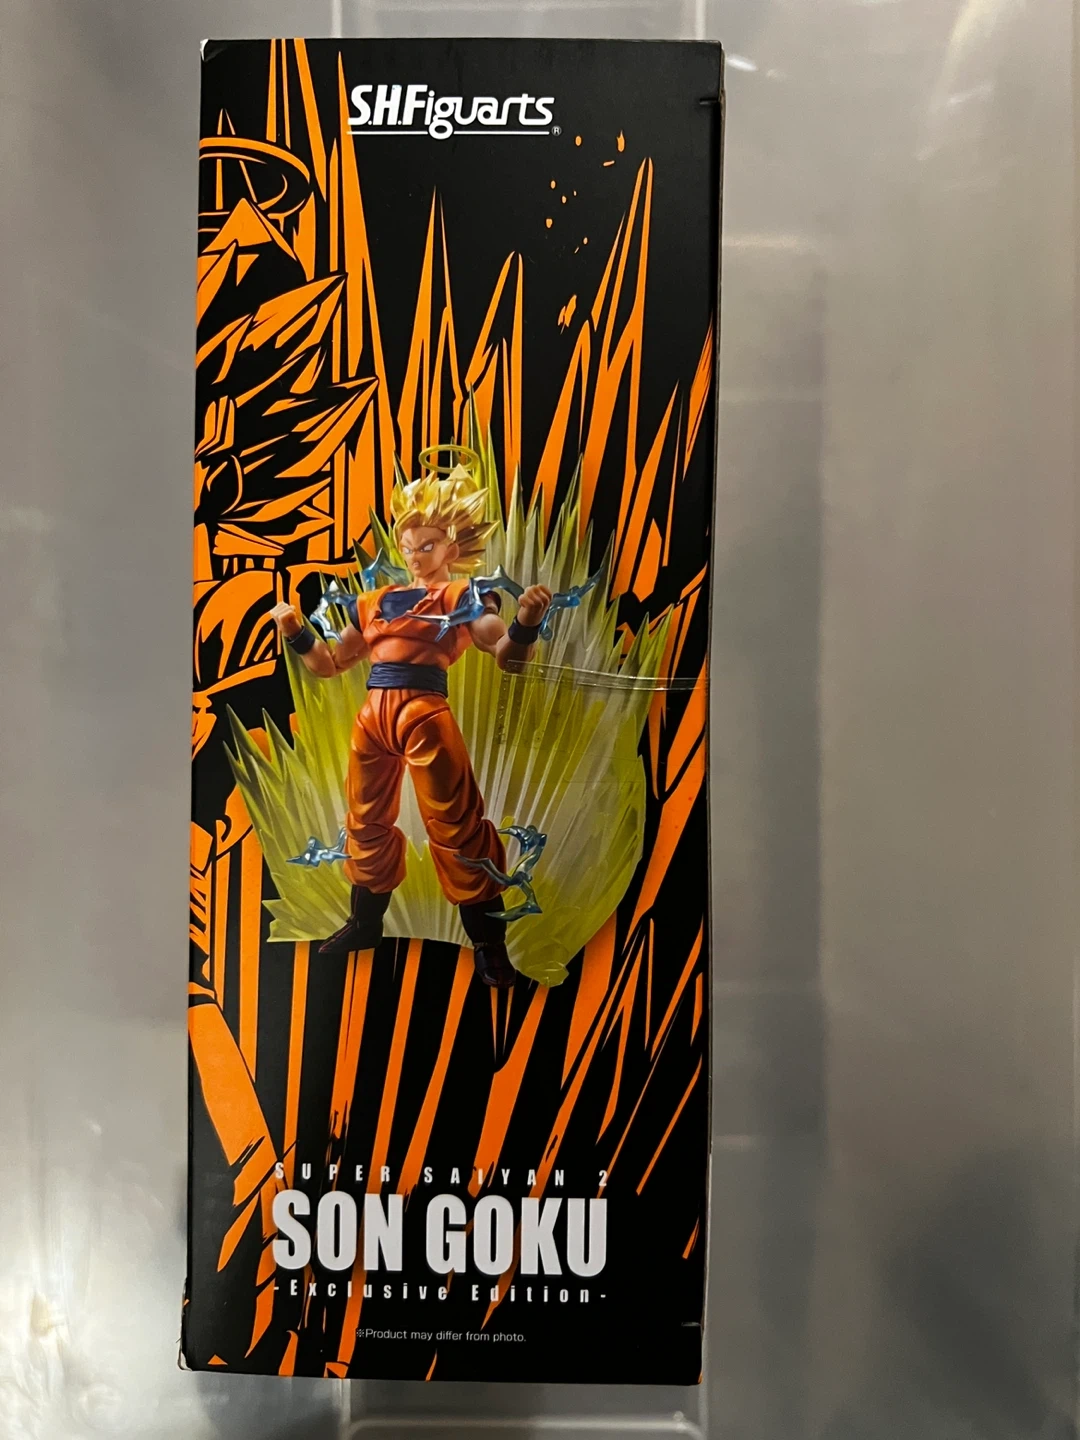 S.H.Figuarts®
SUPER SAIYAN 2
SON GOKU
-Exclusive Edition-
※Product may differ from photo.